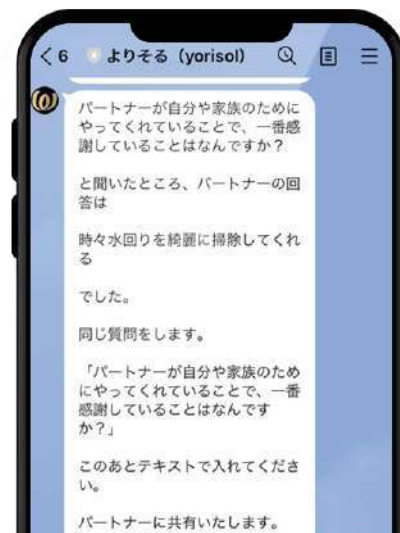 6 よりそる（yorisol）
パートナーが自分や家族のために
やってくれていることで、一番感
謝していることはなんですか？
と聞いたところ、パートナーの回
答は
時々水回りを綺麗に掃除してくれ
る
でした。
同じ質問をします。
「パートナーが自分や家族のため
にやってくれていることで、一番
感謝していることはなんです
か？」
このあとテキストで入れてくださ
い。
パートナーに共有いたします。